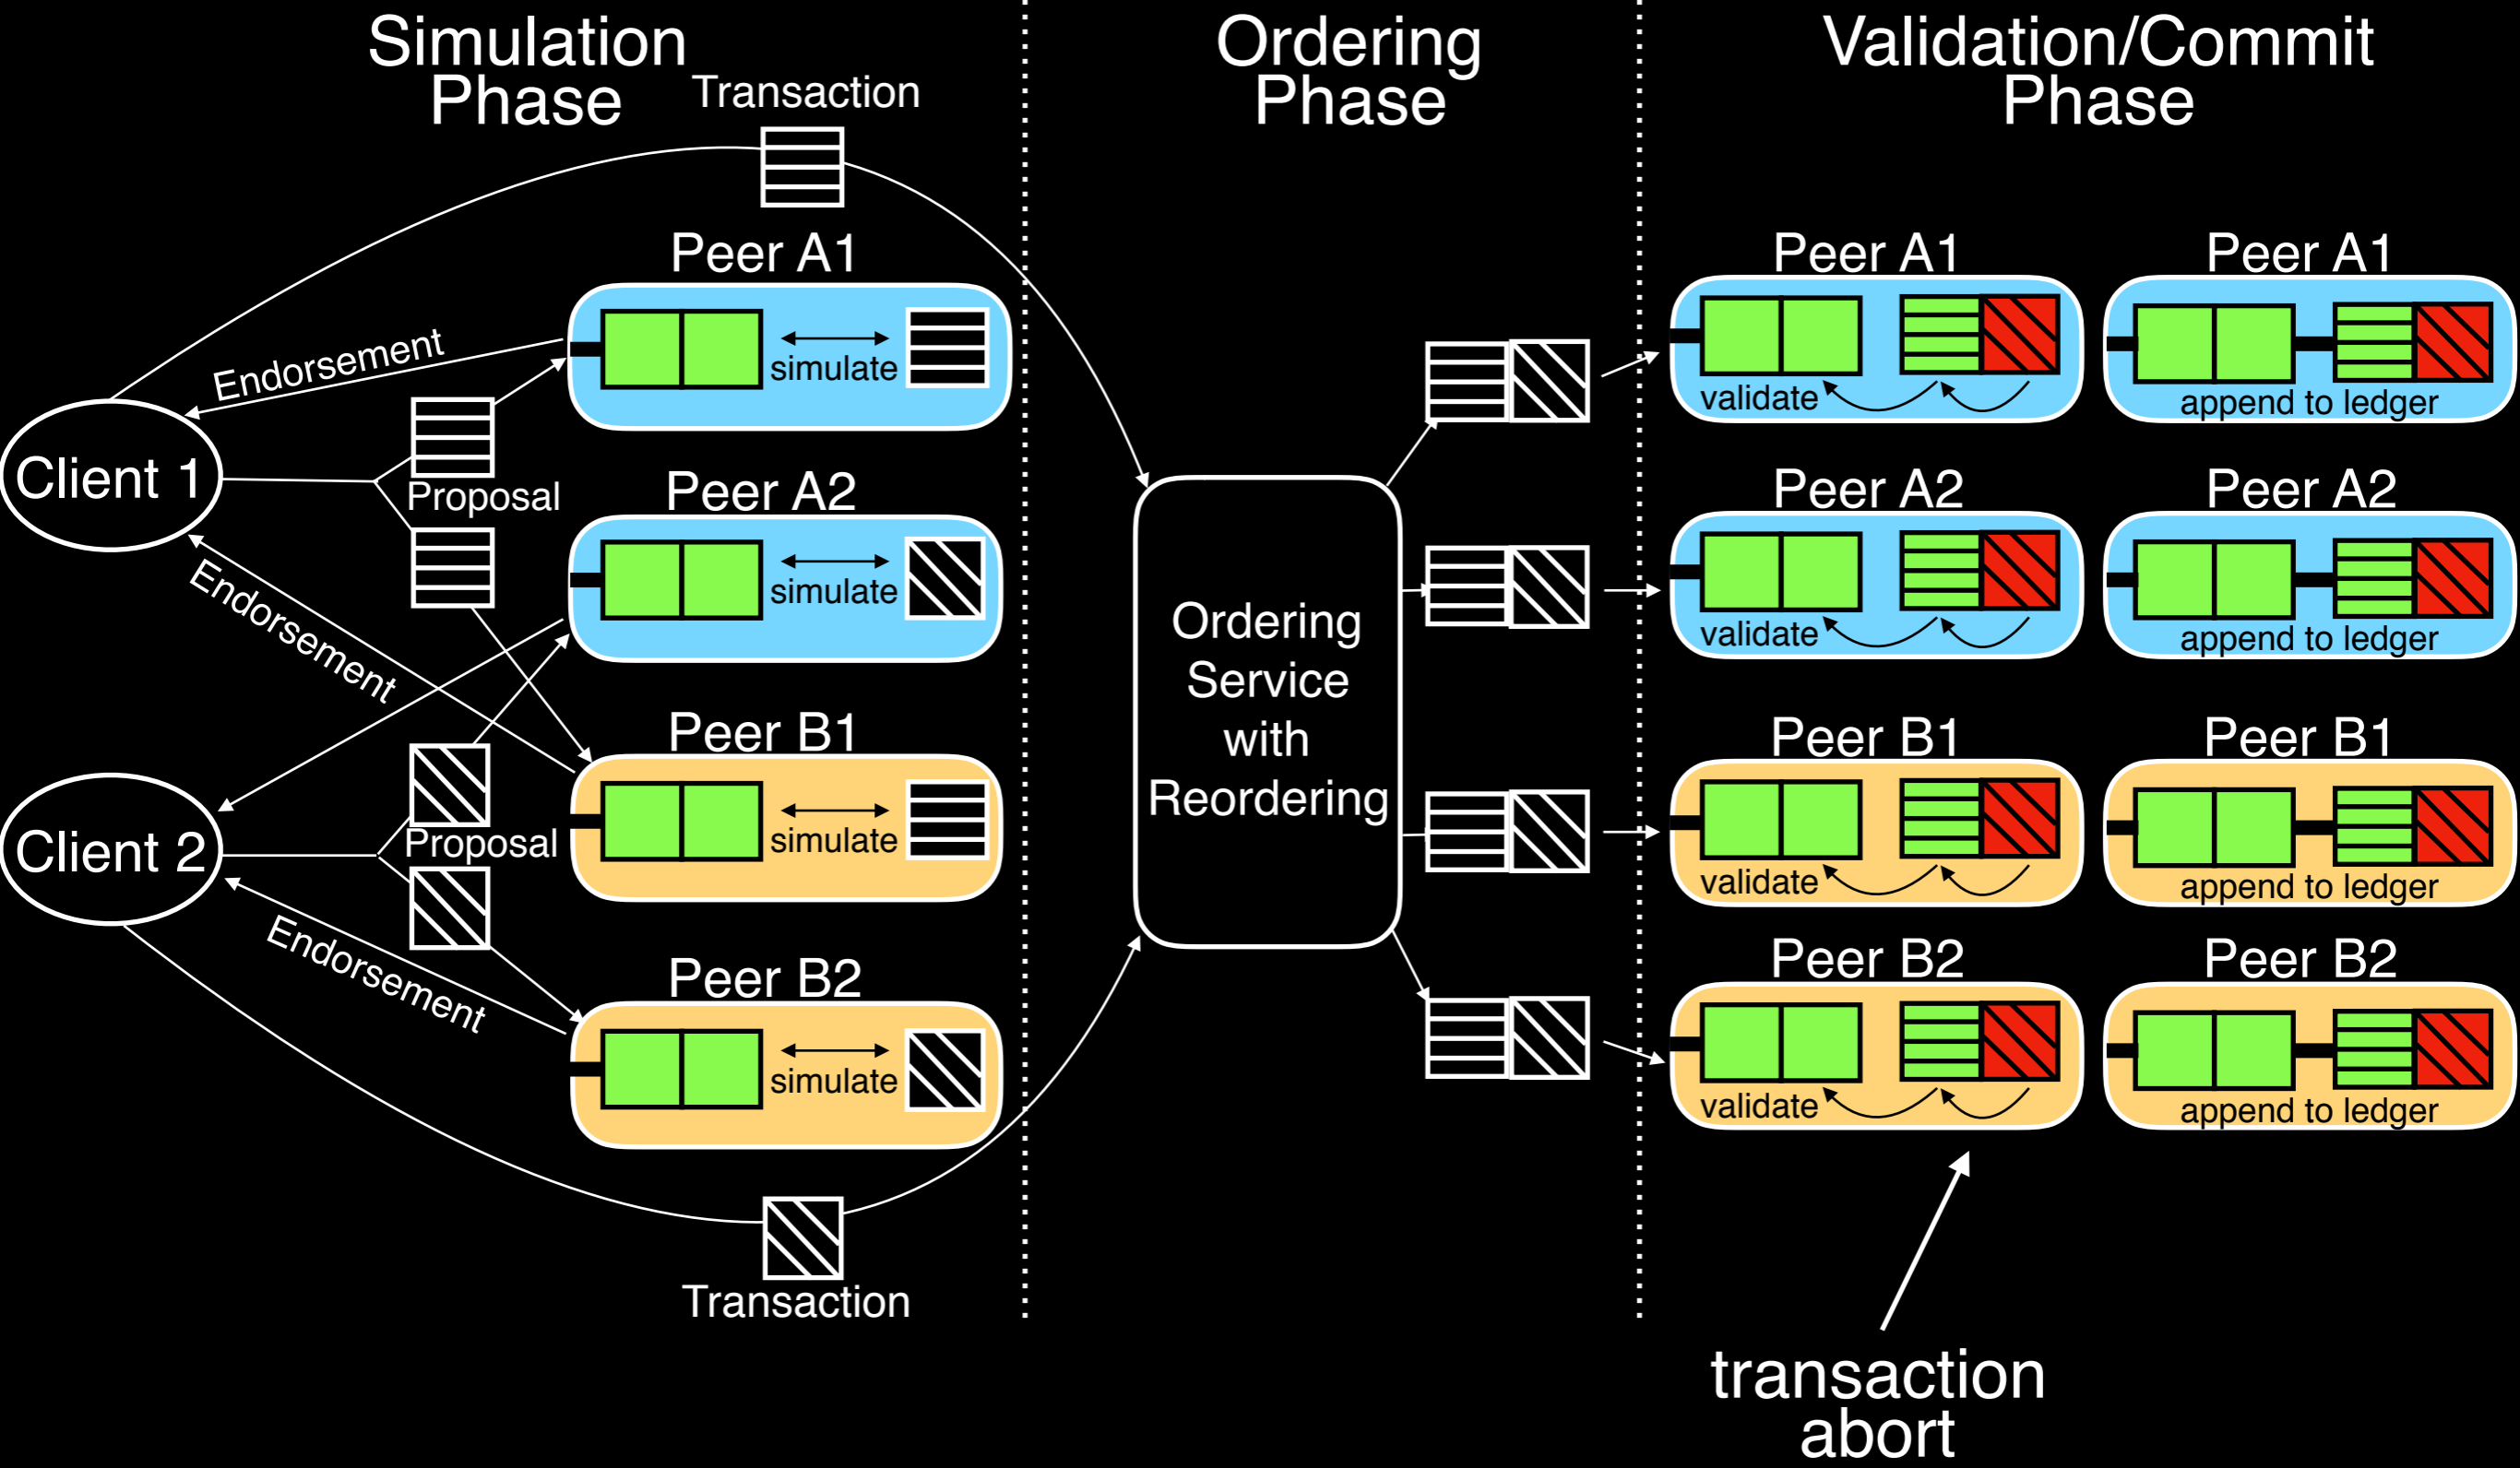 Simulation
Phase
Transaction
Peer A1
simulate
Endorsement
Client 1
Proposal
Peer A2
simulate
Endorsement
Peer B1
simulate
Client 2
Proposal
Endorsement
Peer B2
simulate
Transaction
Ordering
Phase
Ordering
Service
with
Reordering
Validation/Commit
Phase
Peer A1
validate
Peer A1
append to ledger
Peer A2
validate
Peer A2
append to ledger
Peer B1
validate
Peer B1
append to ledger
Peer B2
validate
Peer B2
append to ledger
transaction
abort